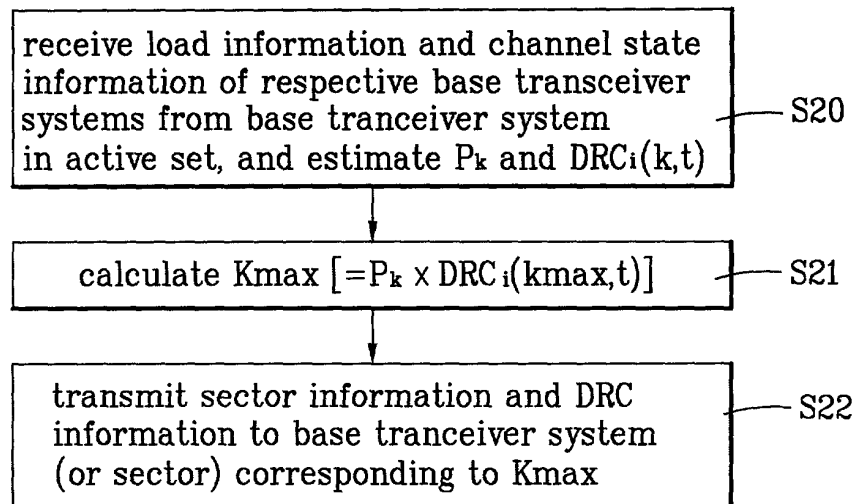 receive load information and channel state
information of respective base transceiver
systems from base tranceiver system
in active set, and estimate Pk and DRCi(k,t)
S20
calculate Kmax [=Pk x DRCi(kmax,t)]
S21
transmit sector information and DRC
information to base tranceiver system
(or sector) corresponding to Kmax
S22